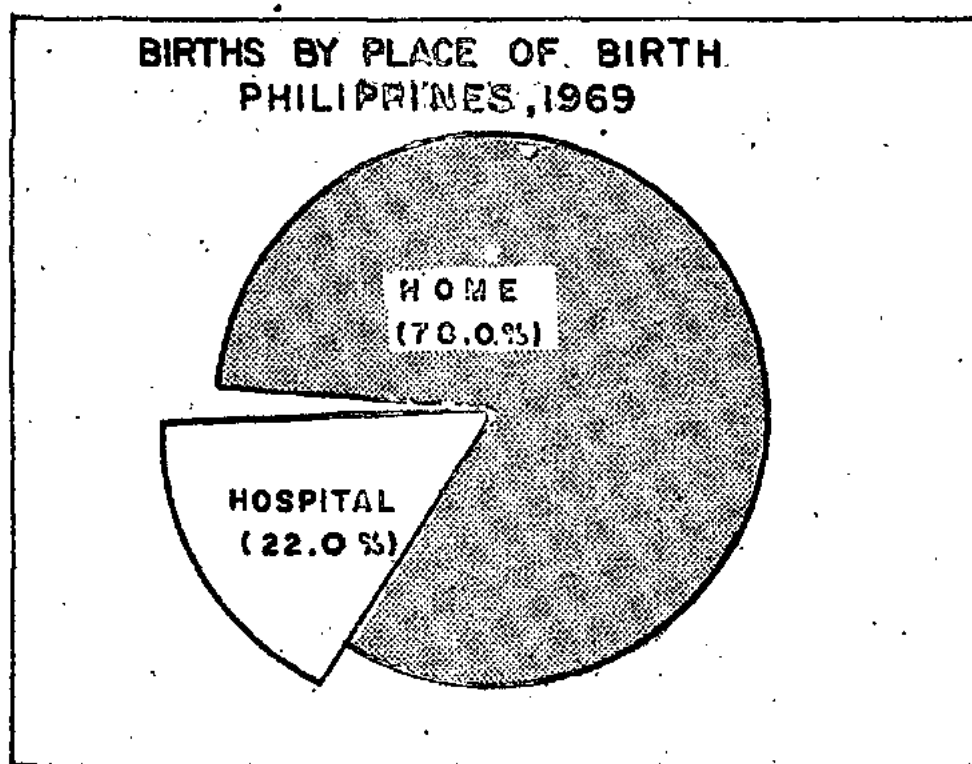 BIRTHS BY PLACE OF BIRTH
PHILIPPINES, 1969
HOME
(78.0%)
HOSPITAL
(22.0%)